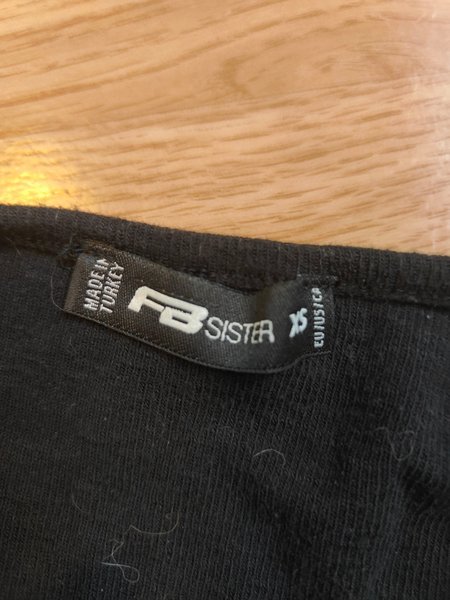 MADE IN
TURKEY
FB SISTER
XS
EU/US/CA